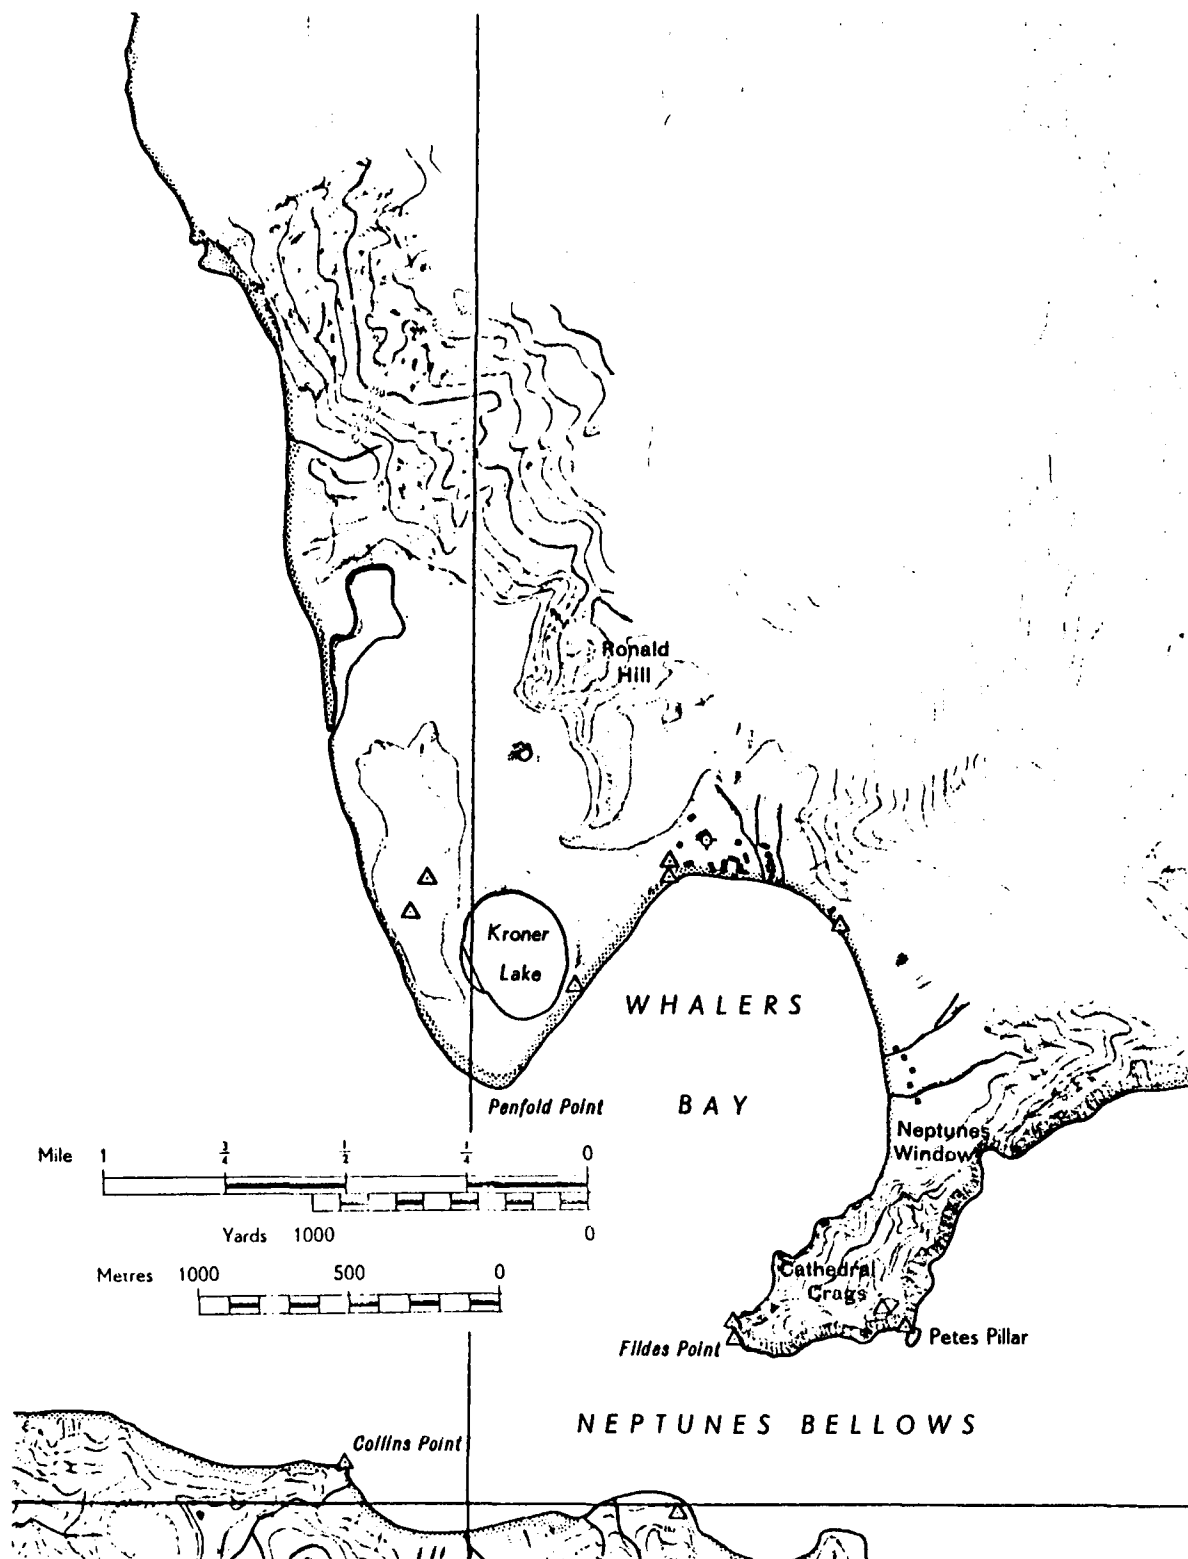 Ronald
Hill
Kroner
Lake
WHALERS
BAY
Penfold Point
Neptunes
Window
Mile 1 3/4 1/2 1/4 0
Yards 1000 0
Metres 1000 500 0
Cathedral
Crags
Fildes Point
Petes Pillar
NEPTUNES BELLOWS
Collins Point